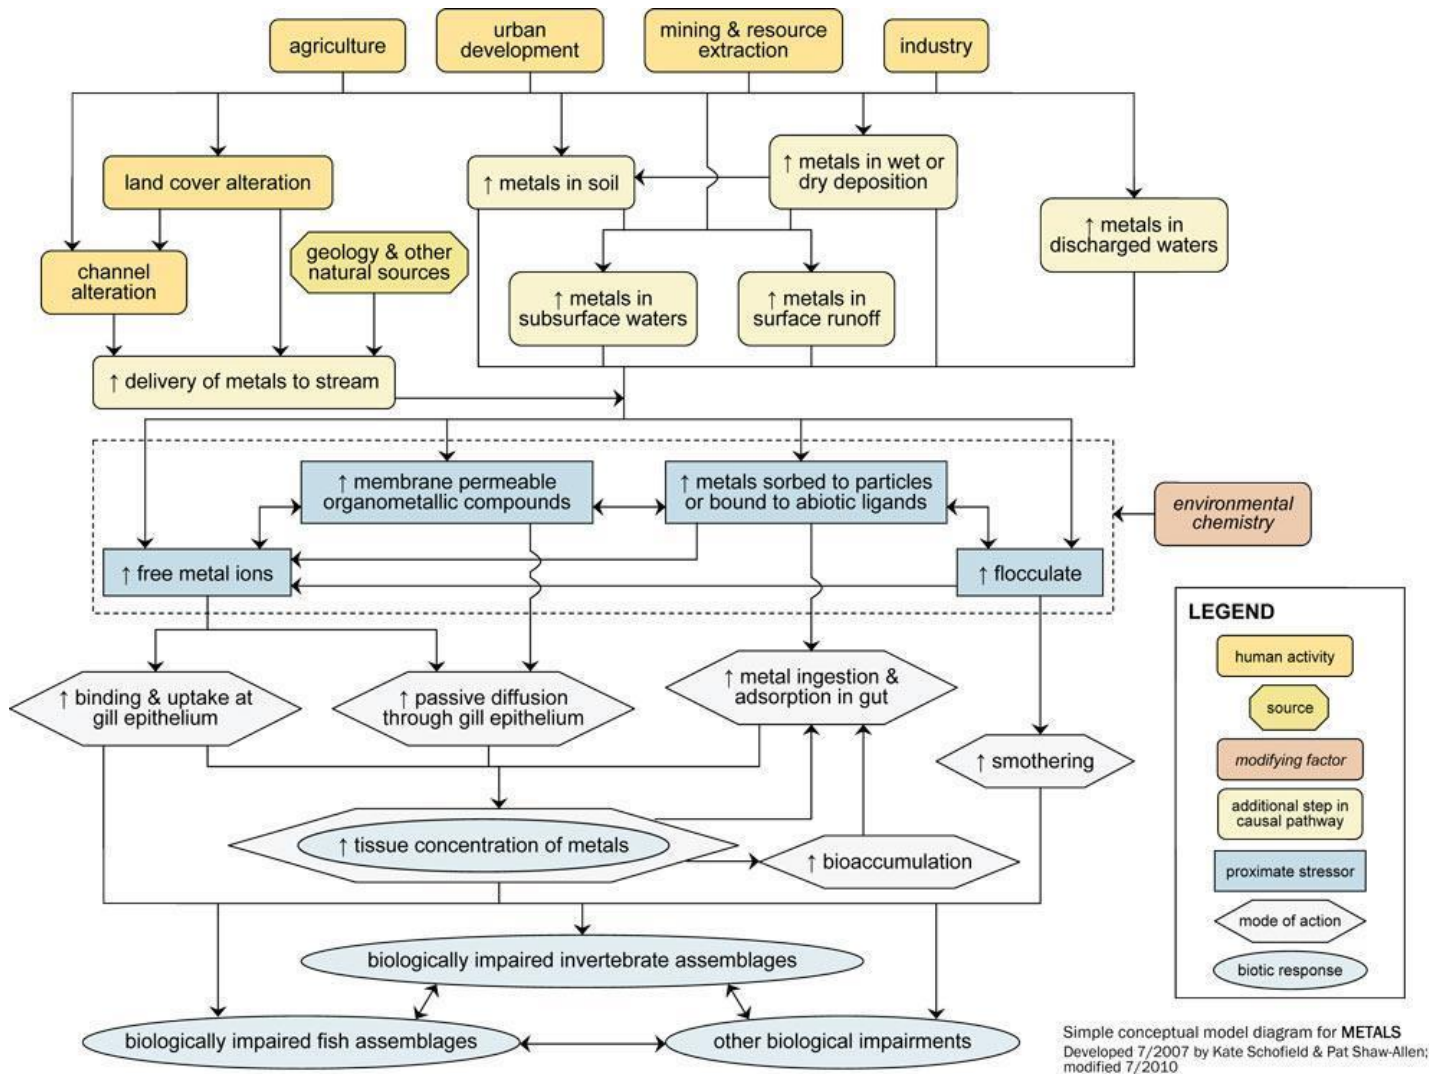 agriculture
urban
development
mining & resource
extraction
industry
land cover alteration
↑ metals in soil
↑ metals in wet or
dry deposition
↑ metals in
discharged waters
channel
alteration
geology & other
natural sources
↑ metals in
subsurface waters
↑ metals in
surface runoff
↑ delivery of metals to stream
↑ membrane permeable
organometallic compounds
↑ metals sorbed to particles
or bound to abiotic ligands
environmental
chemistry
↑ free metal ions
↑ flocculate
↑ binding & uptake at
gill epithelium
↑ passive diffusion
through gill epithelium
↑ metal ingestion &
adsorption in gut
↑ smothering
↑ tissue concentration of metals
↑ bioaccumulation
biologically impaired invertebrate assemblages
biologically impaired fish assemblages
other biological impairments
LEGEND
human activity
source
modifying factor
additional step in
causal pathway
proximate stressor
mode of action
biotic response
Simple conceptual model diagram for METALS
Developed 7/2007 by Kate Schofield & Pat Shaw-Allen;
modified 7/2010